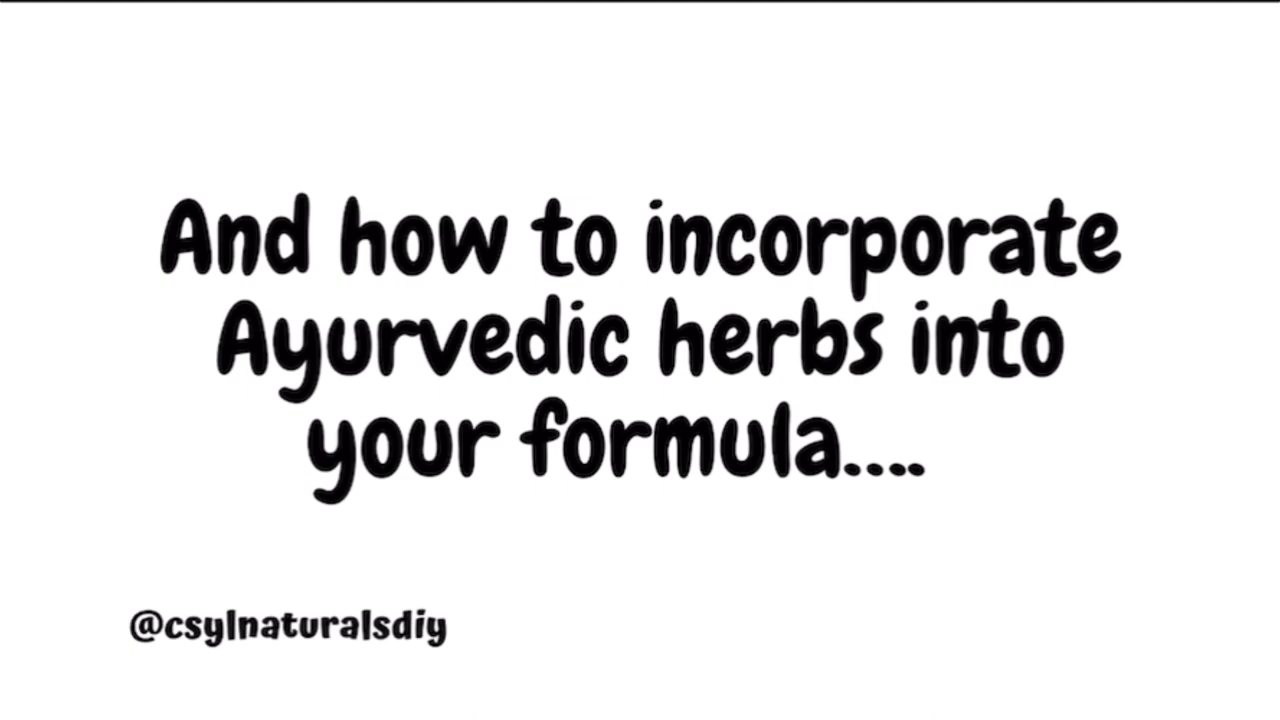 And how to incorporate
Ayurvedic herbs into
your formula....
@csylnaturalsdiy